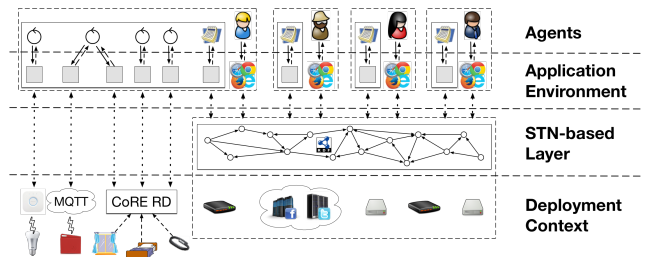 Agents
Application
Environment
STN-based
Layer
MQTT
CoRE RD
Deployment
Context